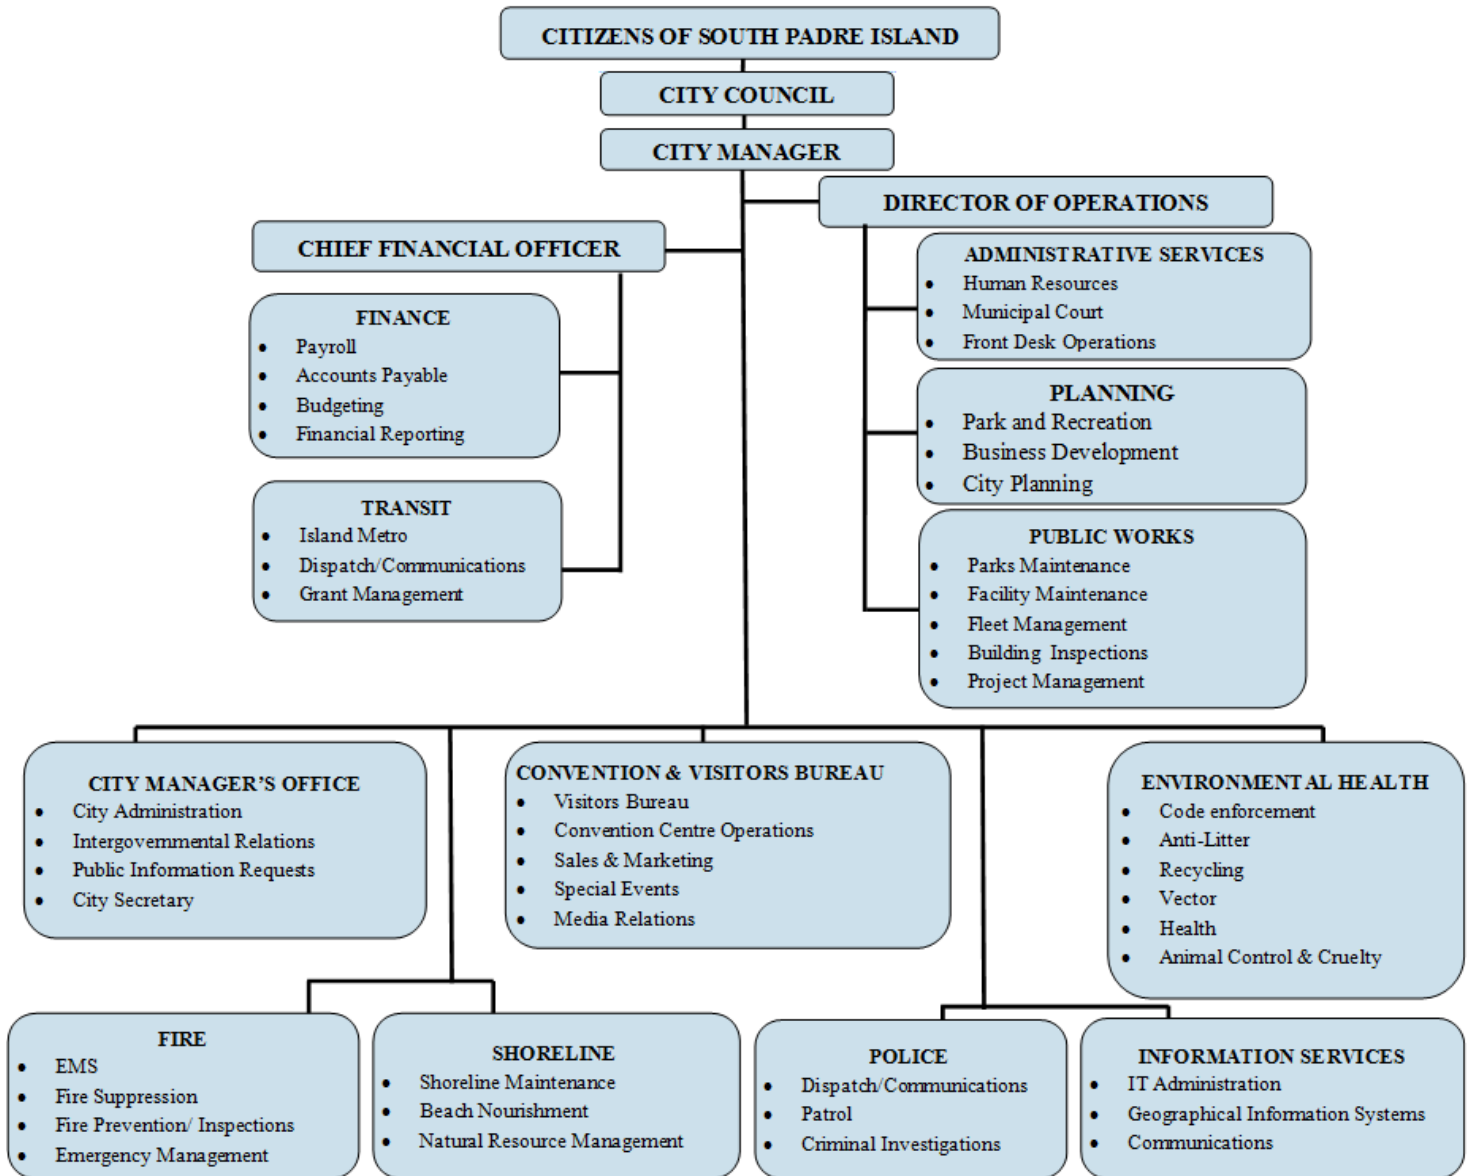 CITIZENS OF SOUTH PADRE ISLAND
CITY COUNCIL
CITY MANAGER
DIRECTOR OF OPERATIONS
CHIEF FINANCIAL OFFICER
ADMINISTRATIVE SERVICES
• Human Resources
• Municipal Court
• Front Desk Operations
FINANCE
• Payroll
• Accounts Payable
• Budgeting
• Financial Reporting
PLANNING
• Park and Recreation
• Business Development
• City Planning
TRANSIT
• Island Metro
• Dispatch/Communications
• Grant Management
PUBLIC WORKS
• Parks Maintenance
• Facility Maintenance
• Fleet Management
• Building Inspections
• Project Management
CITY MANAGER'S OFFICE
• City Administration
• Intergovernmental Relations
• Public Information Requests
• City Secretary
CONVENTION & VISITORS BUREAU
• Visitors Bureau
• Convention Centre Operations
• Sales & Marketing
• Special Events
• Media Relations
ENVIRONMENTAL HEALTH
• Code enforcement
• Anti-Litter
• Recycling
• Vector
• Health
• Animal Control & Cruelty
FIRE
• EMS
• Fire Suppression
• Fire Prevention/ Inspections
• Emergency Management
SHORELINE
• Shoreline Maintenance
• Beach Nourishment
• Natural Resource Management
POLICE
• Dispatch/Communications
• Patrol
• Criminal Investigations
INFORMATION SERVICES
• IT Administration
• Geographical Information Systems
• Communications